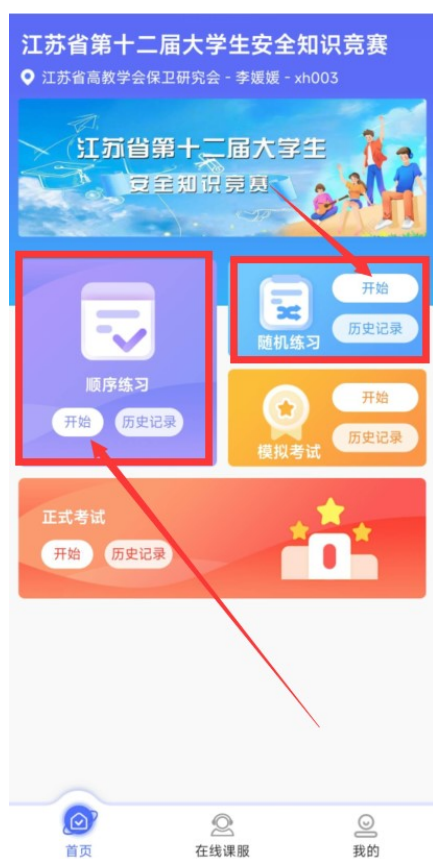 江苏省第十二届大学生安全知识竞赛
江苏省高教学会保卫研究会 - 李媛媛 - xh003
江苏省第十二届大学生
安全知识竞赛
顺序练习
开始
历史记录
随机练习
开始
历史记录
模拟考试
开始
历史记录
正式考试
开始
历史记录
首页
在线课服
我的